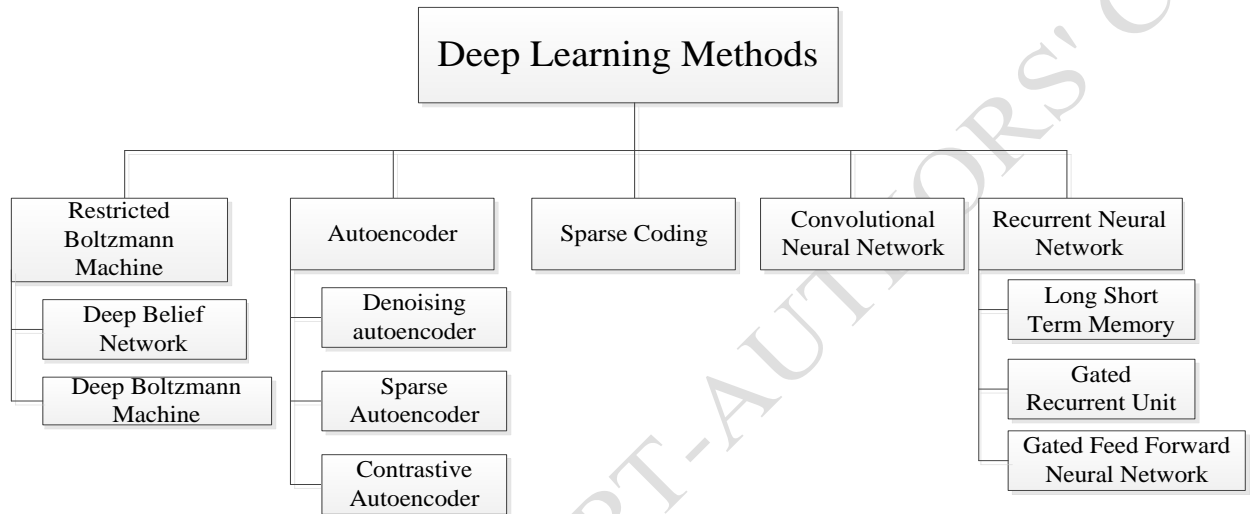 Deep Learning Methods
Restricted
Boltzmann
Machine
Autoencoder
Sparse Coding
Convolutional
Neural Network
Recurrent Neural
Network
Deep Belief
Network
Deep Boltzmann
Machine
Denoising
autoencoder
Sparse
Autoencoder
Contrastive
Autoencoder
Long Short
Term Memory
Gated
Recurrent Unit
Gated Feed Forward
Neural Network
RT-AUTHORS' C